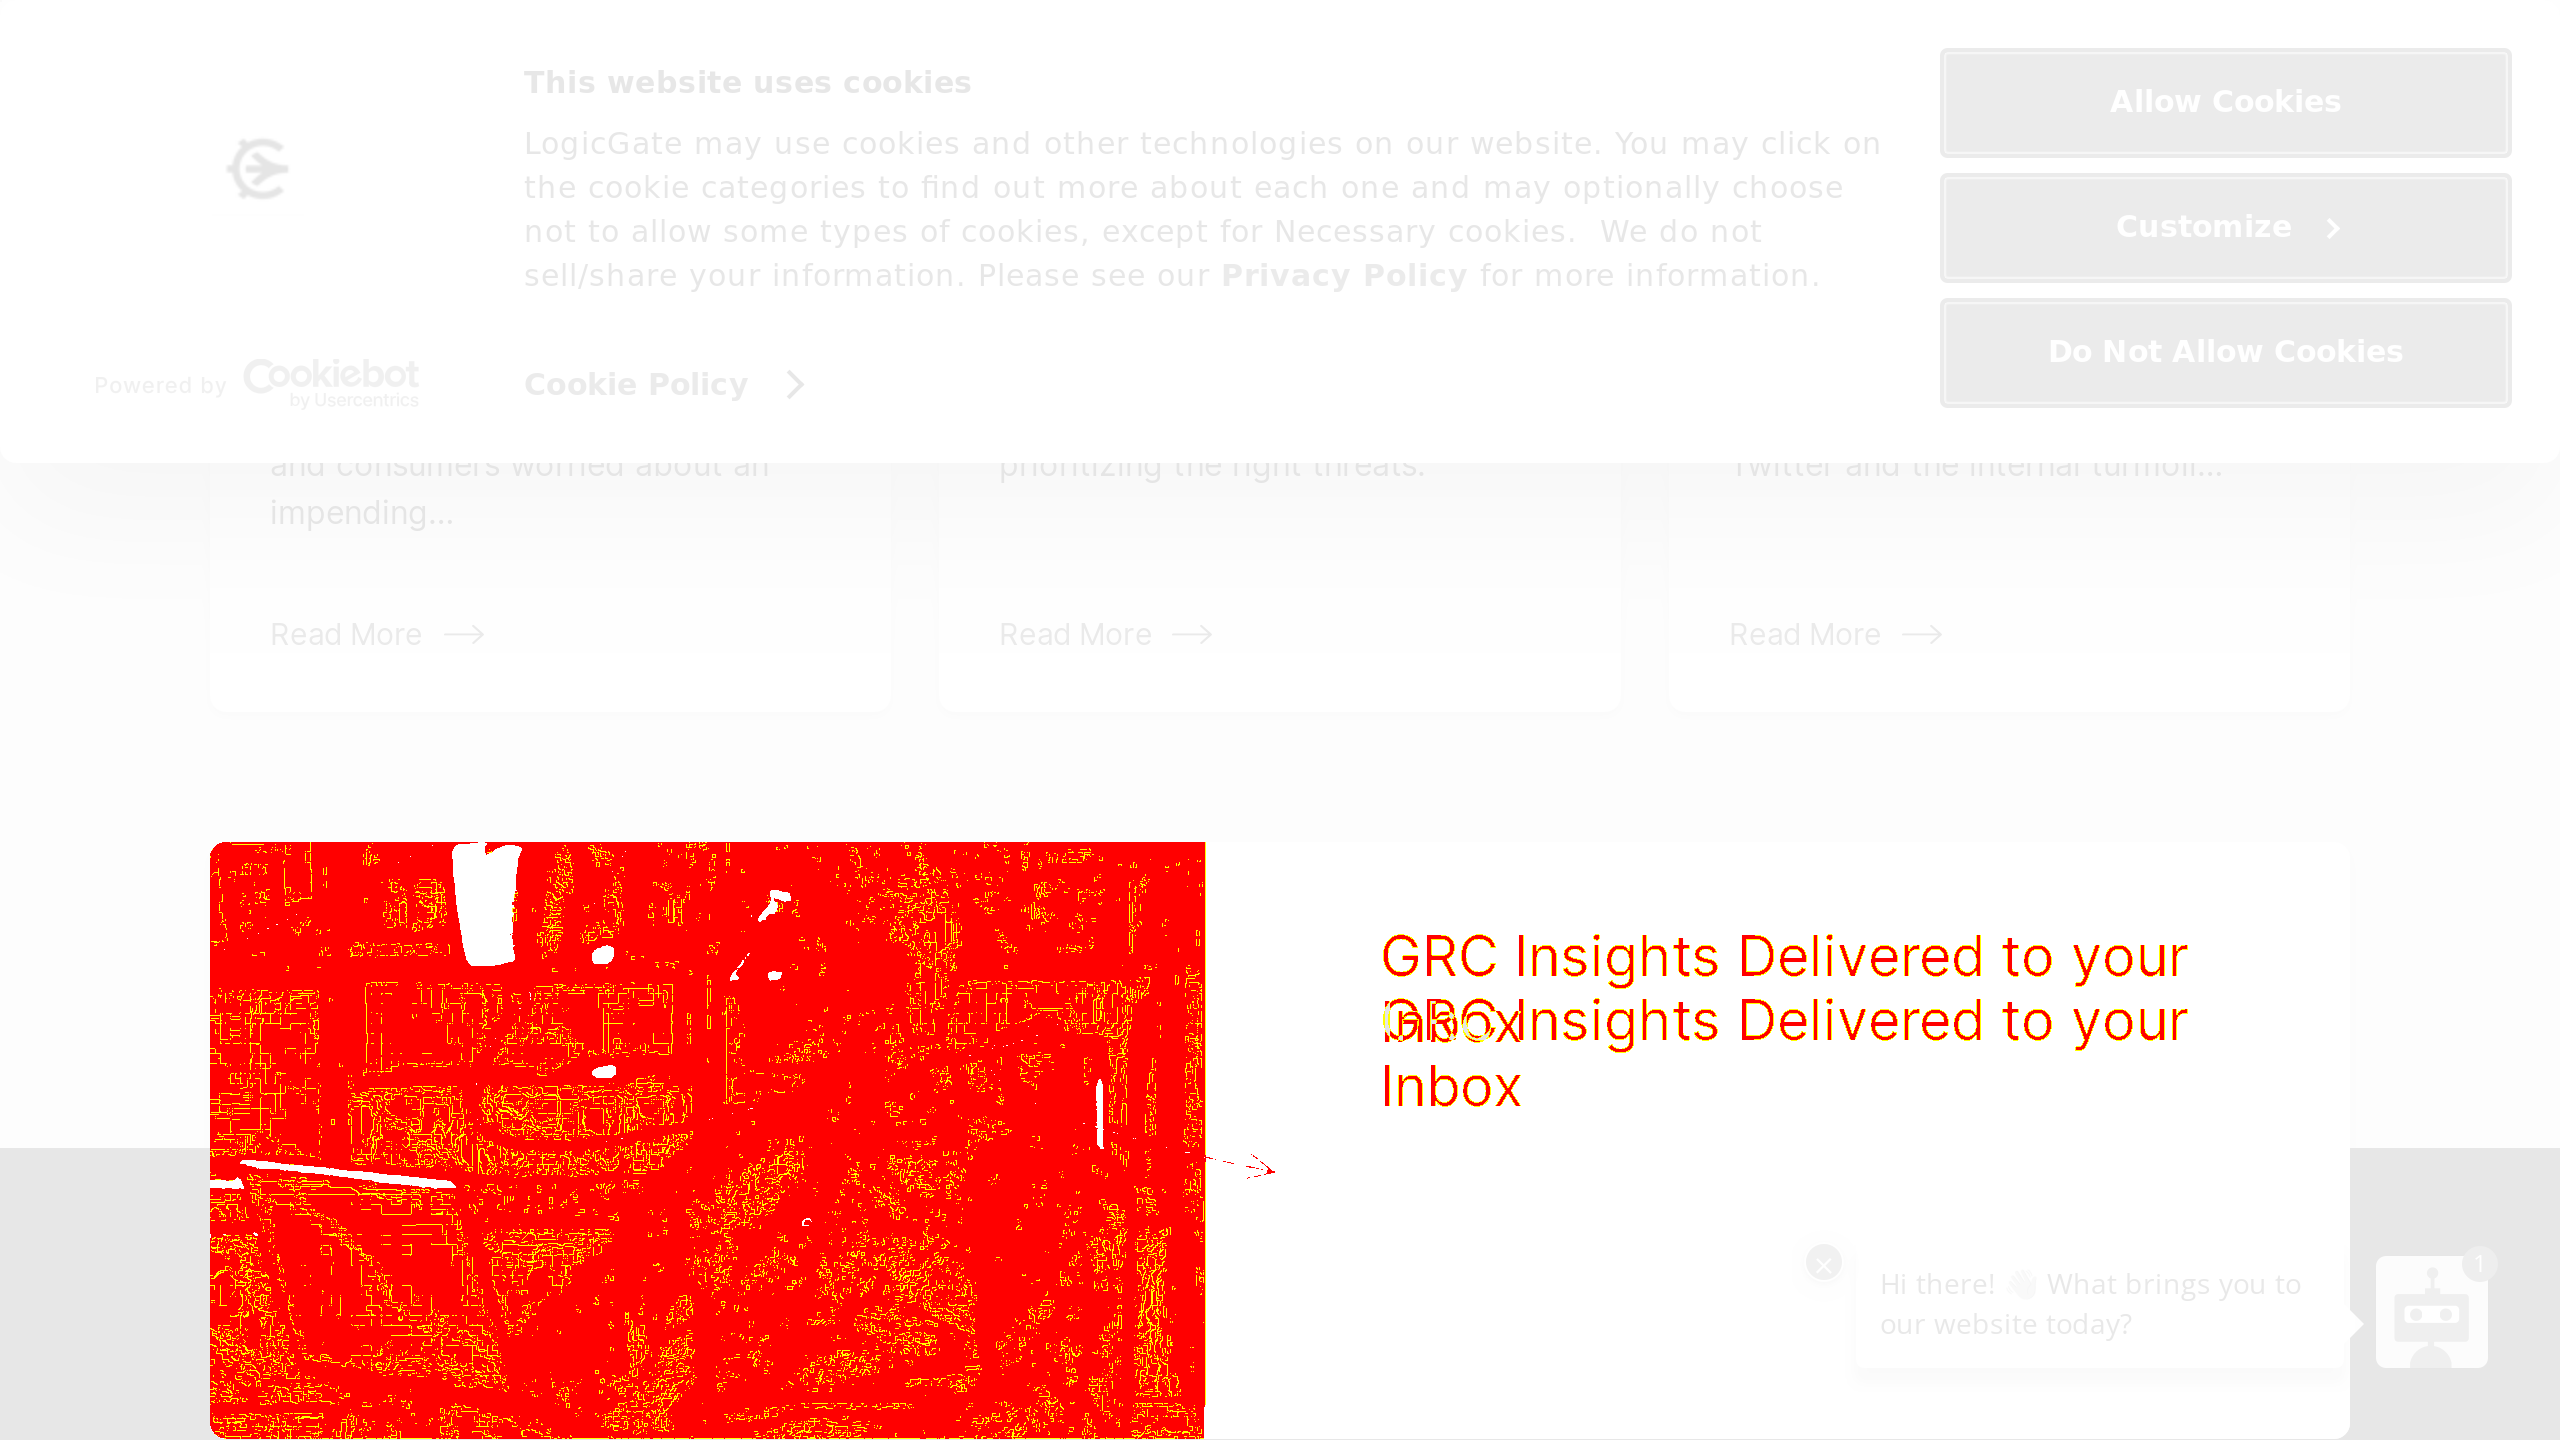 This website uses cookies
LogicGate may use cookies and other technologies on our website. You may click on
the cookie categories to find out more about each one and may optionally choose
not to allow some types of cookies, except for Necessary cookies. We do not
sell/share your information. Please see our Privacy Policy for more information.
Powered by Cookiebot
by Usercentrics
Cookie Policy
Allow Cookies
Customize
Do Not Allow Cookies
and consumers worried about an
impending...
Read More
prioritizing the right threats.
Read More
Twitter and the internal turmoil...
Read More
GRC Insights Delivered to your
Inbox
GRC Insights Delivered to your
Inbox
Hi there! 👋 What brings you to
our website today?
1